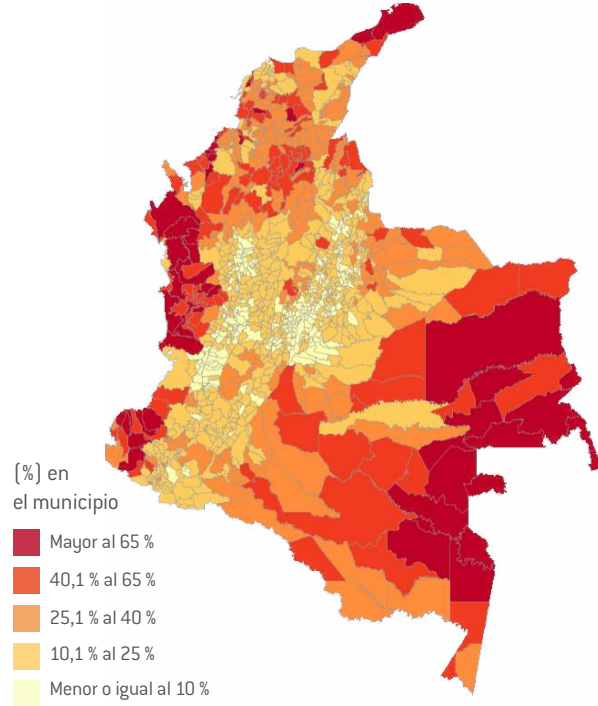 (%) en
el municipio
Mayor al 65 %
40,1 % al 65 %
25,1 % al 40 %
10,1 % al 25 %
Menor o igual al 10 %